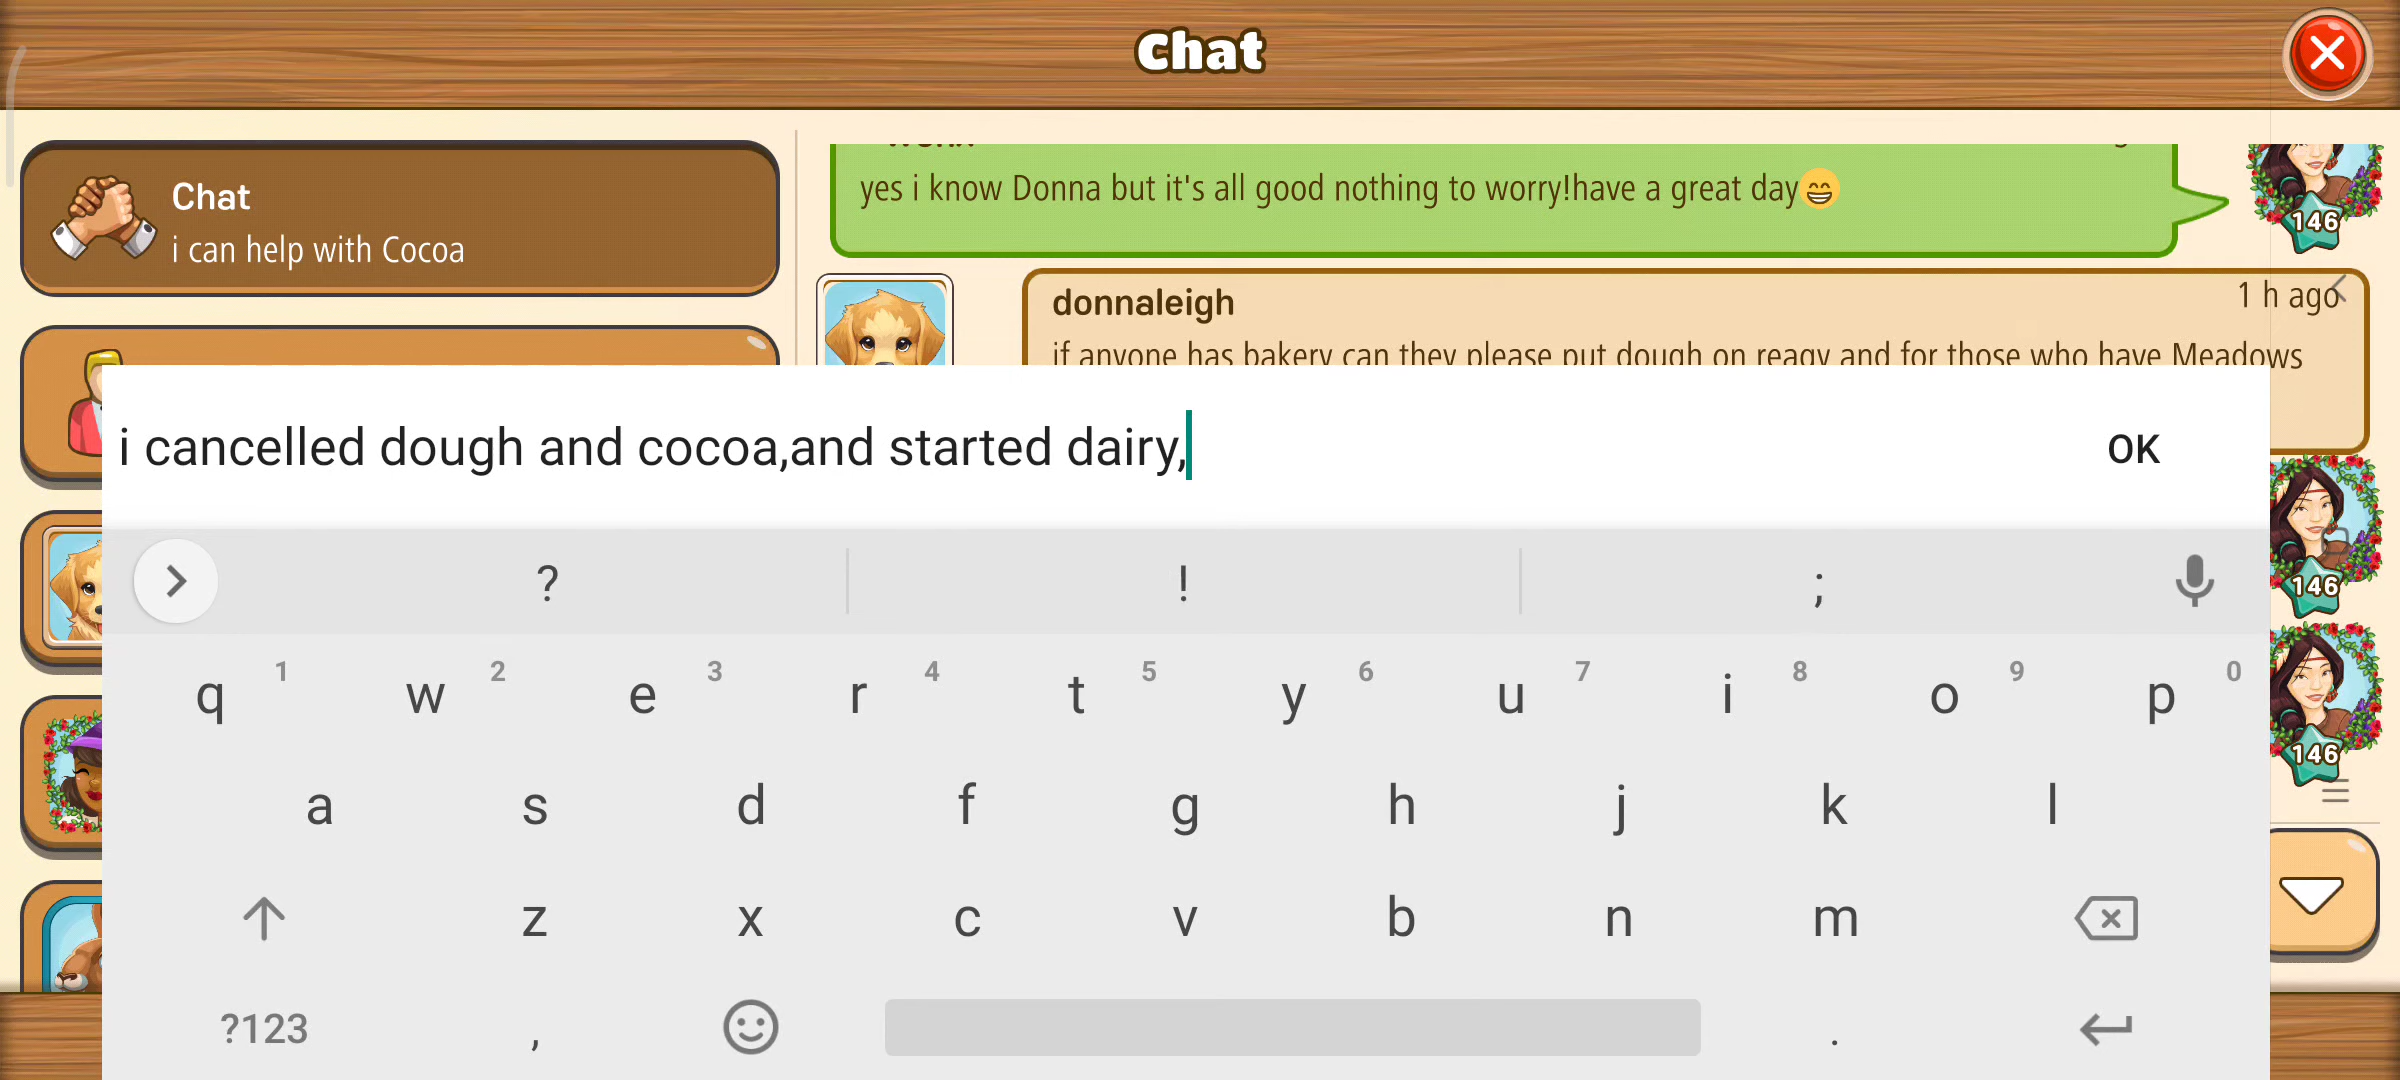 Chat
Chat
i can help with Cocoa
yes i know Donna but it's all good nothing to worry!have a great day😁
146
donnaleigh
1 h ago
if anyone has bakery can they please put dough on reagy and for those who have Meadows
i cancelled dough and cocoa,and started dairy,
OK
146
146
? ! ;
q 1 w 2 e 3 r 4 t 5 y 6 u 7 i 8 o 9 p 0
a s d f g h j k l
z x c v b n m
?123 , .